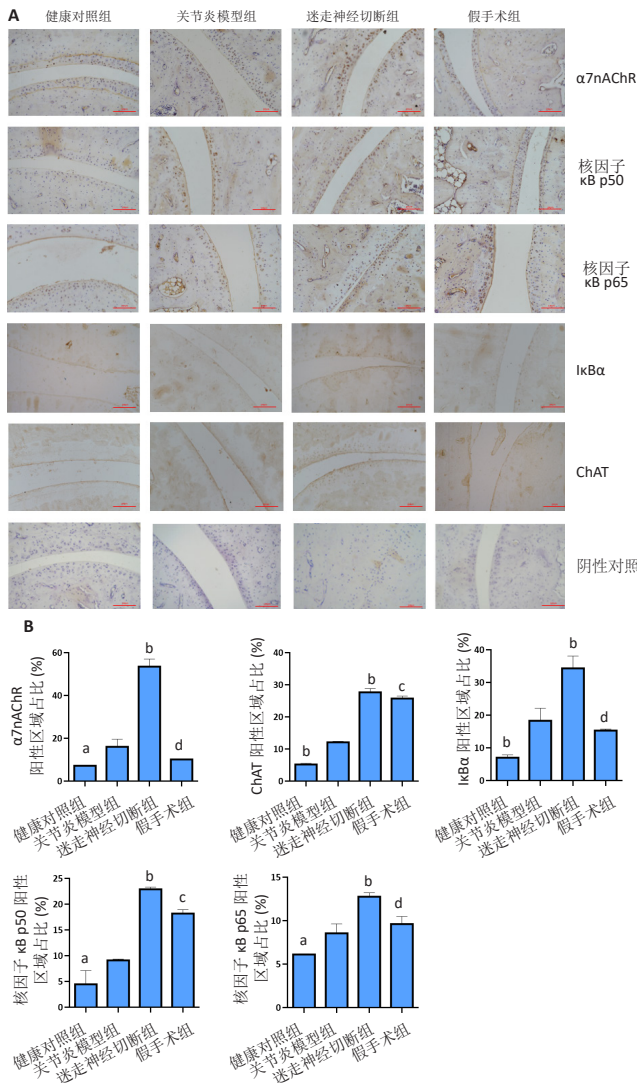 A
健康对照组 关节炎模型组 迷走神经切断组 假手术组
α7nAChR
核因子
κB p50
核因子
κB p65
IκBα
ChAT
阴性对照
B
α7nAChR
阳性区域占比 (%)
60
40
20
0
a
b
d
健康对照组
关节炎模型组
迷走神经切断组
假手术组
ChAT 阳性区域占比 (%)
40
30
20
10
0
b
b
c
健康对照组
关节炎模型组
迷走神经切断组
假手术组
IκBα 阳性区域占比 (%)
40
30
20
10
0
b
b
d
健康对照组
关节炎模型组
迷走神经切断组
假手术组
核因子 κB p50 阳性
区域占比 (%)
25
20
15
10
5
0
a
b
c
健康对照组
关节炎模型组
迷走神经切断组
假手术组
核因子 κB p65 阳性
区域占比 (%)
15
10
5
0
a
b
d
健康对照组
关节炎模型组
迷走神经切断组
假手术组